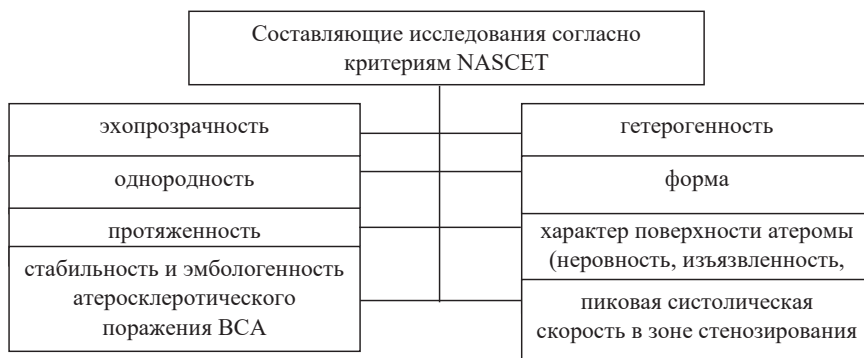 Составляющие исследования согласно
критериям NASCET
эхопрозрачность
однородность
протяженность
стабильность и эмбологенность
атеросклеротического
поражения ВСА
гетерогенность
форма
характер поверхности атеромы
(неровность, изъязвленность,
пиковая систолическая
скорость в зоне стенозирования